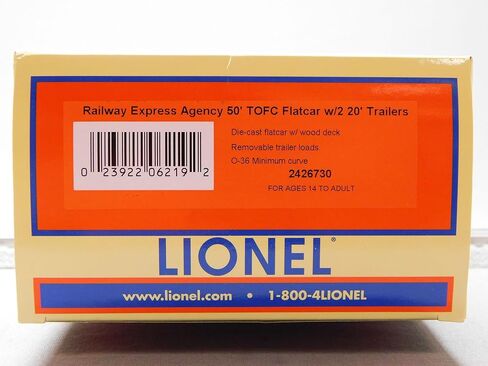 Railway Express Agency 50' TOFC Flatcar w/2 20' Trailers
Die-cast flatcar w/ wood deck
Removable trailer loads
O-36 Minimum curve
2426730
FOR AGES 14 TO ADULT
0 23922 06219 2
LIONEL®
www.lionel.com • 1-800-4LIONEL